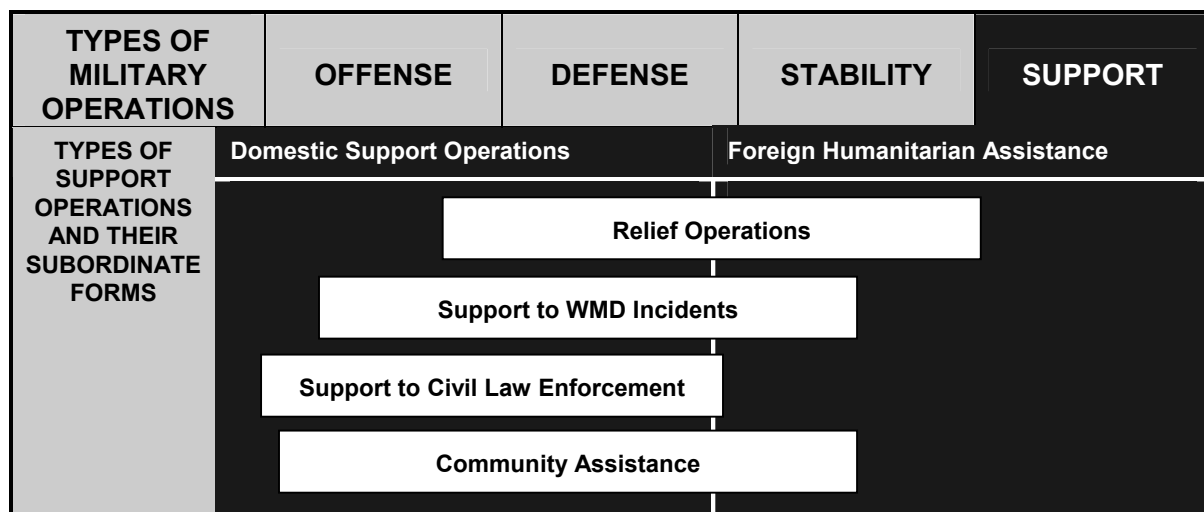 TYPES OF
MILITARY
OPERATIONS
OFFENSE
DEFENSE
STABILITY
SUPPORT
TYPES OF
SUPPORT
OPERATIONS
AND THEIR
SUBORDINATE
FORMS
Domestic Support Operations
Foreign Humanitarian Assistance
Relief Operations
Support to WMD Incidents
Support to Civil Law Enforcement
Community Assistance